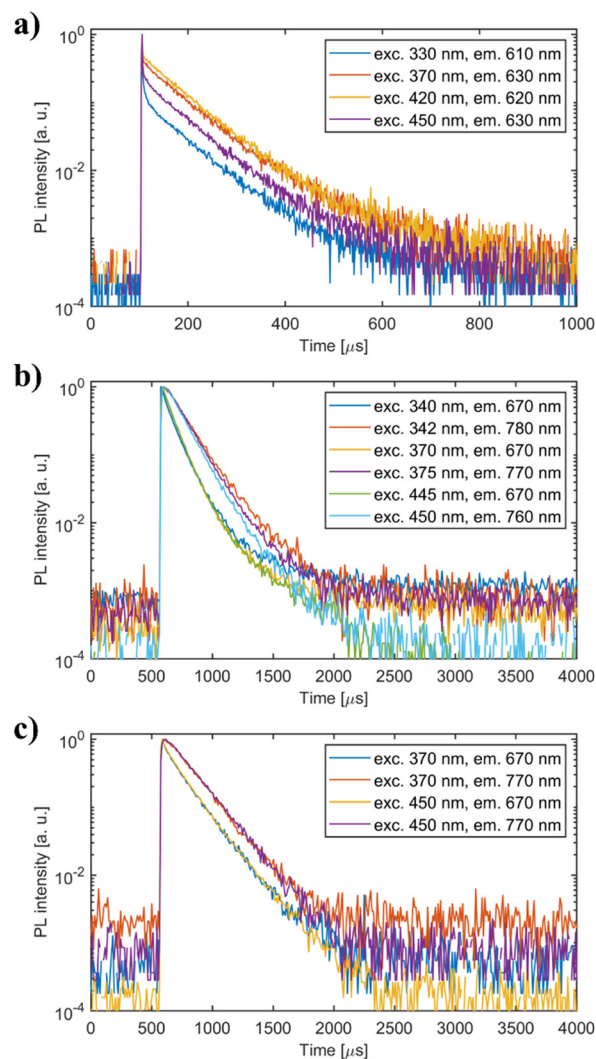 a)
10⁰
10⁻²
10⁻⁴
PL intensity [a. u.]
exc. 330 nm, em. 610 nm
exc. 370 nm, em. 630 nm
exc. 420 nm, em. 620 nm
exc. 450 nm, em. 630 nm
0 200 400 600 800 1000
Time [μs]
b)
10⁰
10⁻²
10⁻⁴
PL intensity [a. u.]
exc. 340 nm, em. 670 nm
exc. 342 nm, em. 780 nm
exc. 370 nm, em. 670 nm
exc. 375 nm, em. 770 nm
exc. 445 nm, em. 670 nm
exc. 450 nm, em. 760 nm
0 500 1000 1500 2000 2500 3000 3500 4000
Time [μs]
c)
10⁰
10⁻²
10⁻⁴
PL intensity [a. u.]
exc. 370 nm, em. 670 nm
exc. 370 nm, em. 770 nm
exc. 450 nm, em. 670 nm
exc. 450 nm, em. 770 nm
0 500 1000 1500 2000 2500 3000 3500 4000
Time [μs]